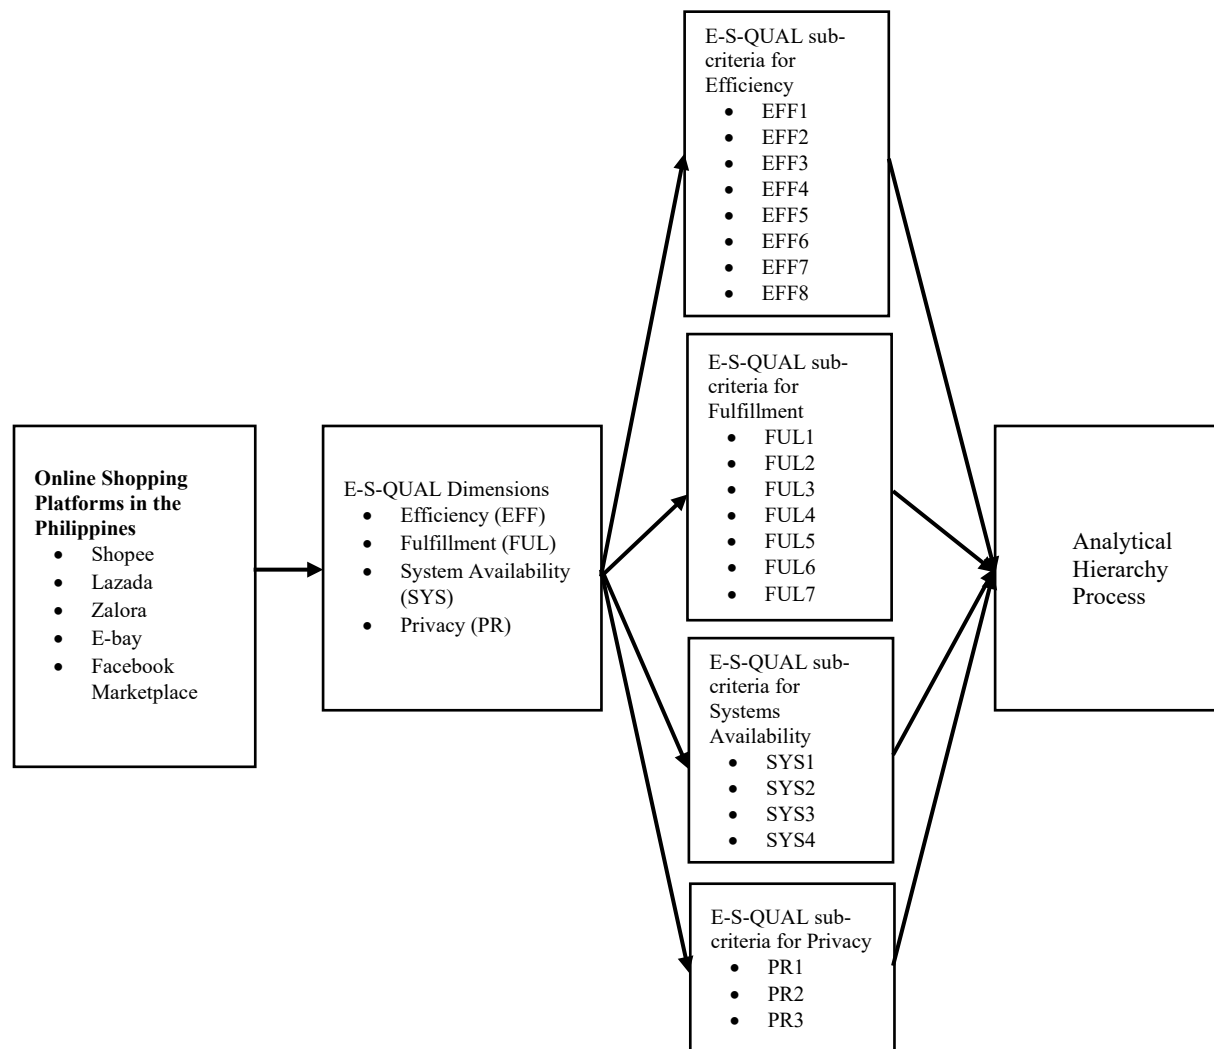 Online Shopping
Platforms in the
Philippines
• Shopee
• Lazada
• Zalora
• E-bay
• Facebook
Marketplace
E-S-QUAL Dimensions
• Efficiency (EFF)
• Fulfillment (FUL)
• System Availability
(SYS)
• Privacy (PR)
E-S-QUAL sub-
criteria for
Efficiency
• EFF1
• EFF2
• EFF3
• EFF4
• EFF5
• EFF6
• EFF7
• EFF8
E-S-QUAL sub-
criteria for
Fulfillment
• FUL1
• FUL2
• FUL3
• FUL4
• FUL5
• FUL6
• FUL7
E-S-QUAL sub-
criteria for
Systems
Availability
• SYS1
• SYS2
• SYS3
• SYS4
E-S-QUAL sub-
criteria for Privacy
• PR1
• PR2
• PR3
Analytical
Hierarchy
Process